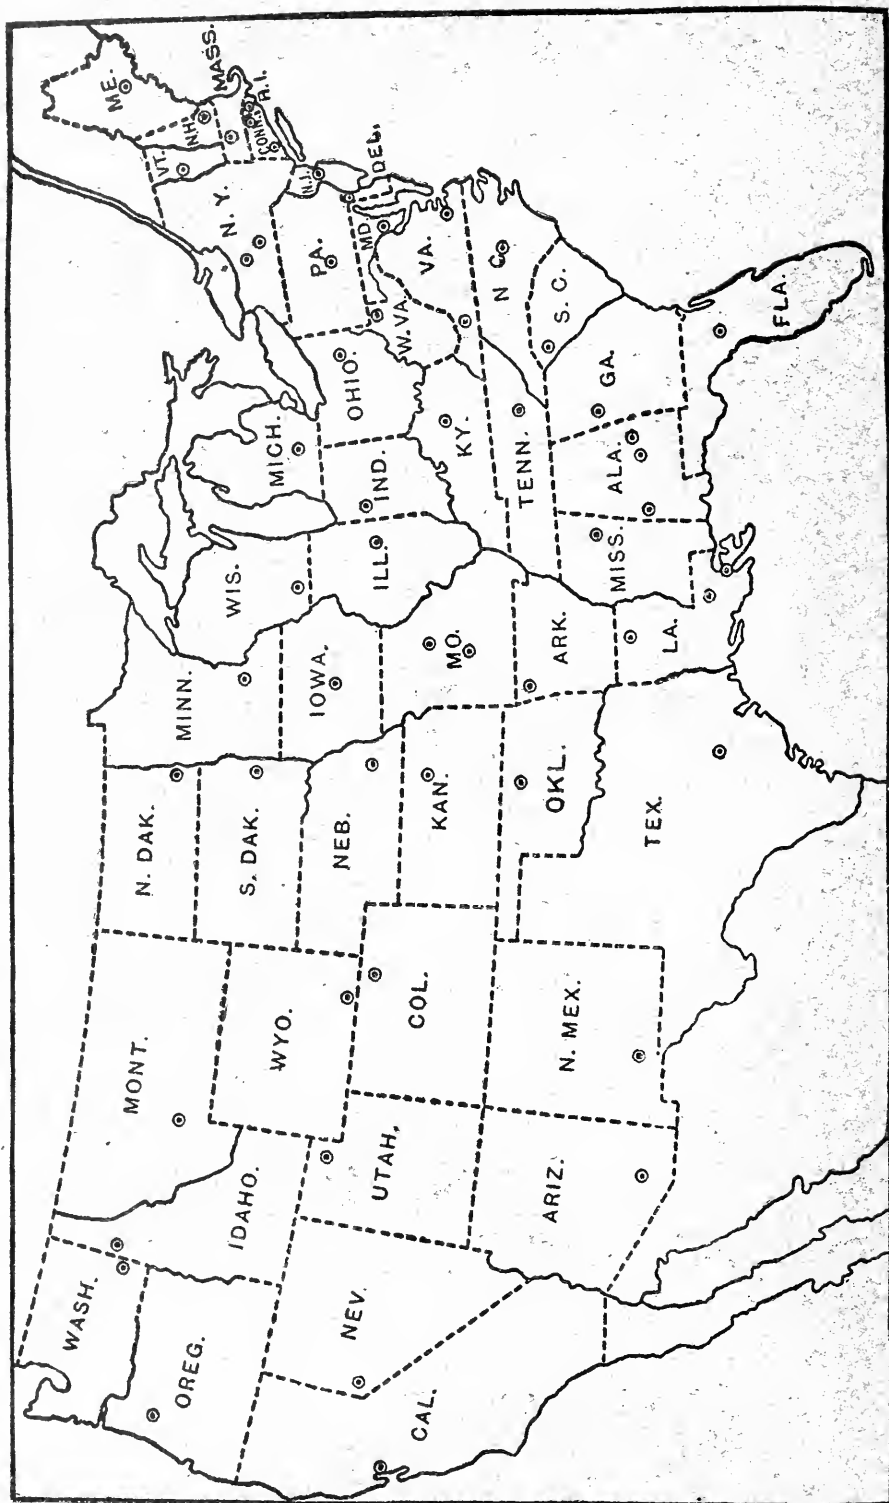 WASH.
OREG.
CAL.
NEV.
IDAHO.
MONT.
WYO.
UTAH,
ARIZ.
COL.
N. MEX.
N. DAK.
S. DAK.
NEB.
KAN.
OKL.
TEX.
MINN.
IOWA.
MO.
ARK.
LA.
WIS.
ILL.
MISS.
MICH.
IND.
OHIO.
KY.
TENN.
ALA.
GA.
FLA.
S. C.
N C.
VA.
W. VA.
MD.
DEL.
PA.
N.J.
N. Y.
VT.
NH.
ME.
MASS.
R.I.
CONN.